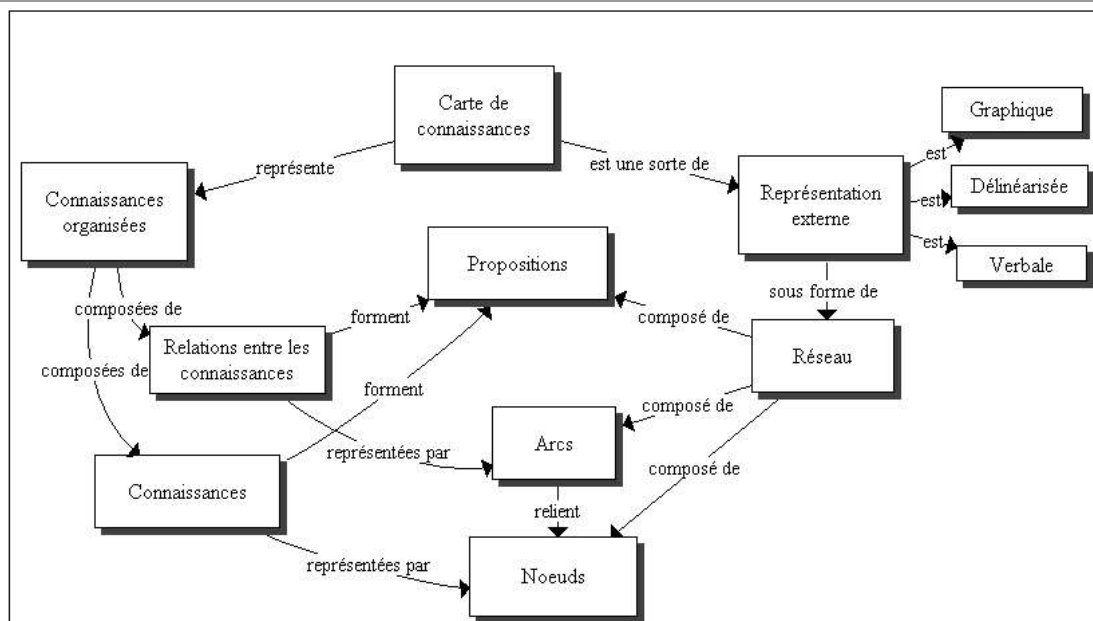 Carte de
connaissances
Graphique
est
représente
est une sorte de
Délinéarisée
Connaissances
organisées
Représentation
externe
est
est
Propositions
Verbale
composées de
forment
composé de
sous forme de
Relations entre les
connaissances
Réseau
composées de
forment
composé de
Arcs
représentées par
composé de
Connaissances
relient
représentées par
Noeuds